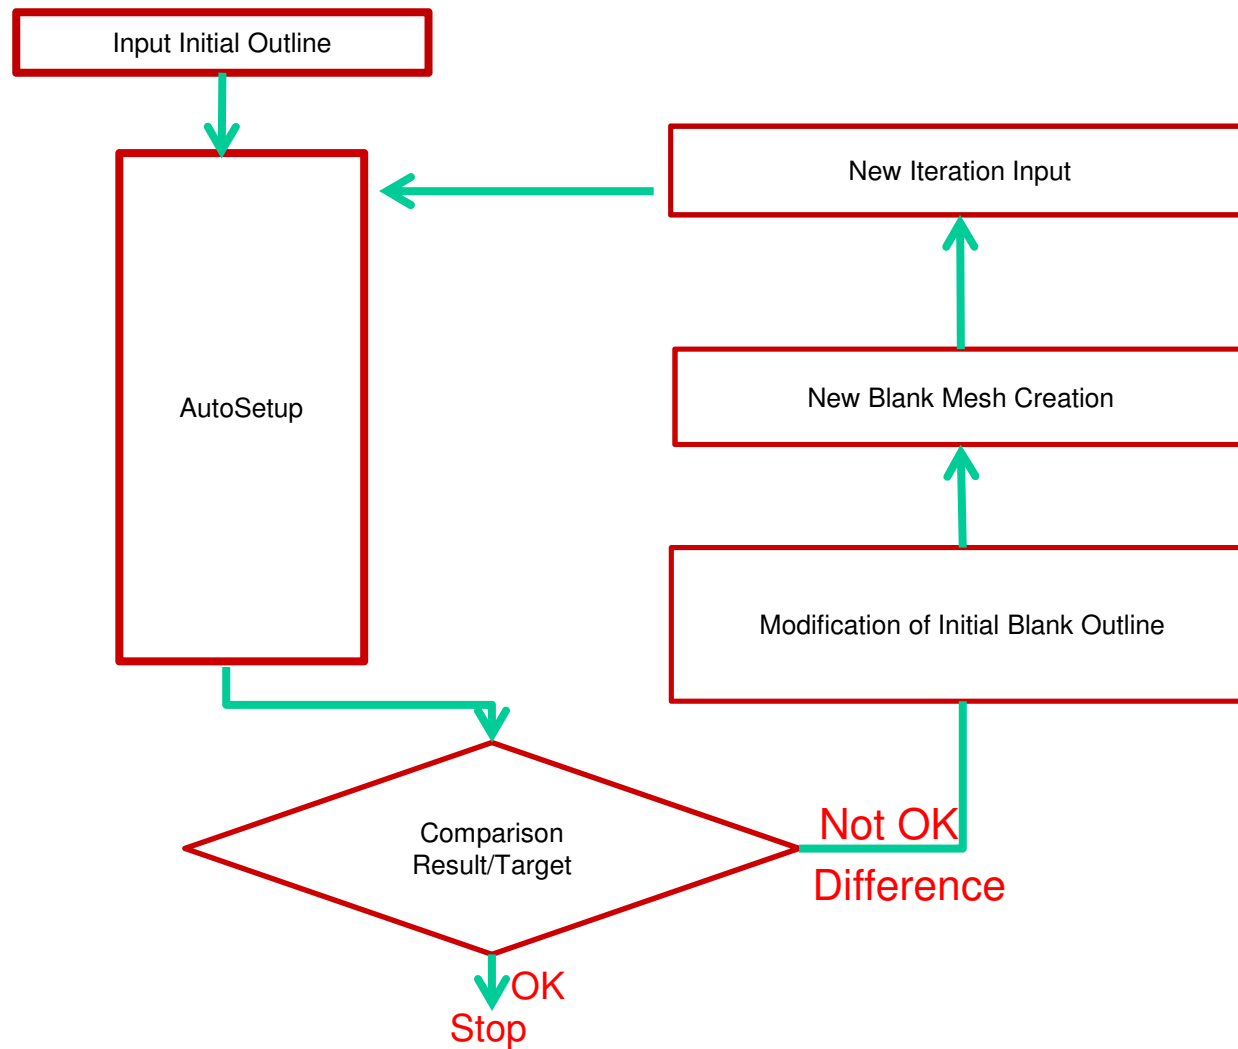 Input Initial Outline
New Iteration Input
New Blank Mesh Creation
AutoSetup
Modification of Initial Blank Outline
Comparison
Result/Target
Not OK
Difference
OK
Stop